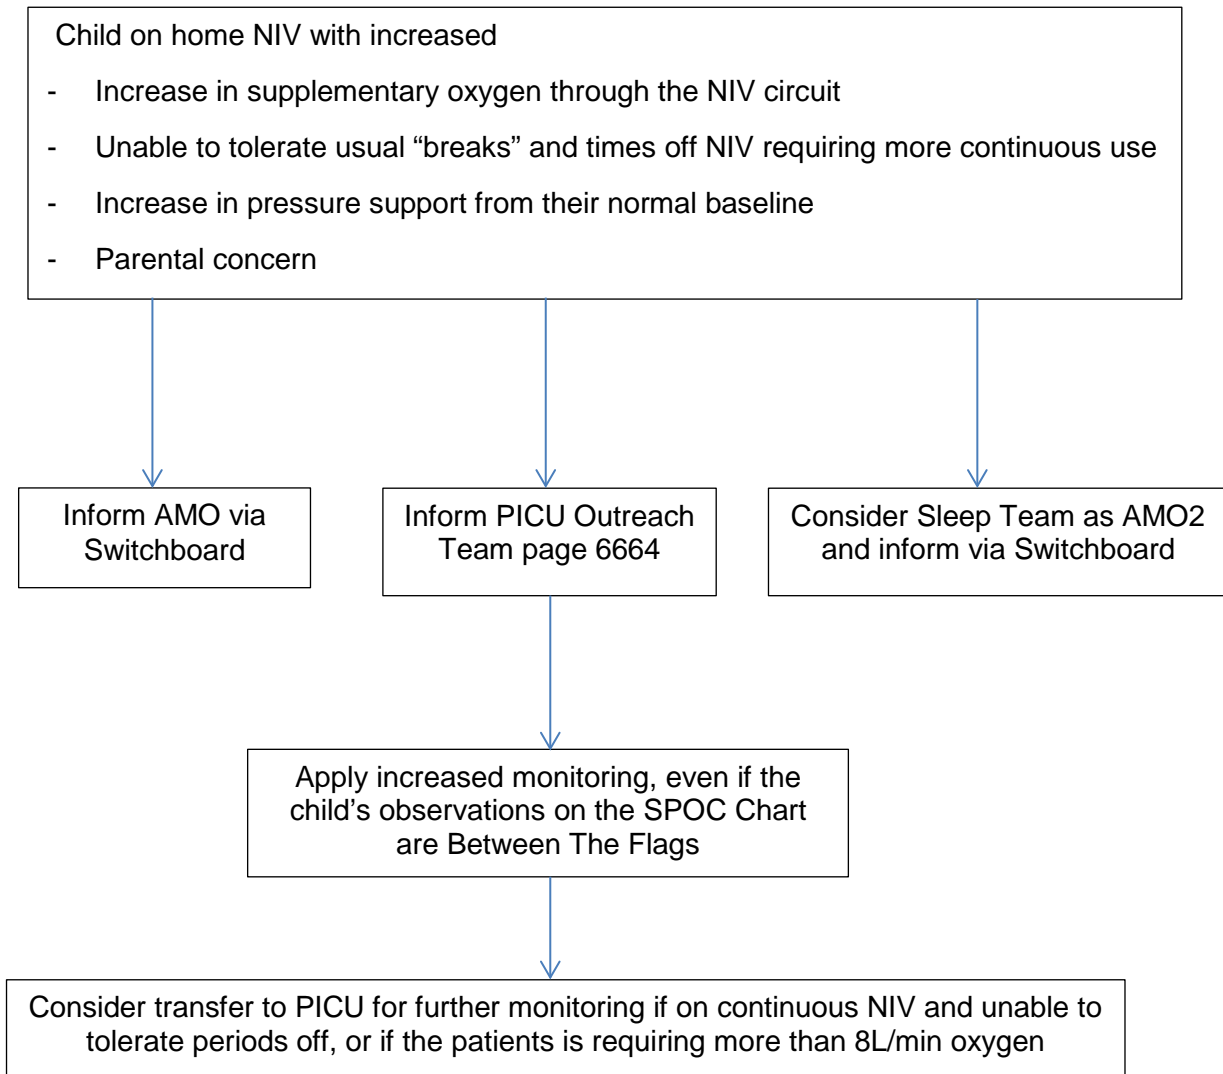 Child on home NIV with increased
- Increase in supplementary oxygen through the NIV circuit
- Unable to tolerate usual “breaks” and times off NIV requiring more continuous use
- Increase in pressure support from their normal baseline
- Parental concern
Inform AMO via
Switchboard
Inform PICU Outreach
Team page 6664
Consider Sleep Team as AMO2
and inform via Switchboard
Apply increased monitoring, even if the
child’s observations on the SPOC Chart
are Between The Flags
Consider transfer to PICU for further monitoring if on continuous NIV and unable to
tolerate periods off, or if the patients is requiring more than 8L/min oxygen